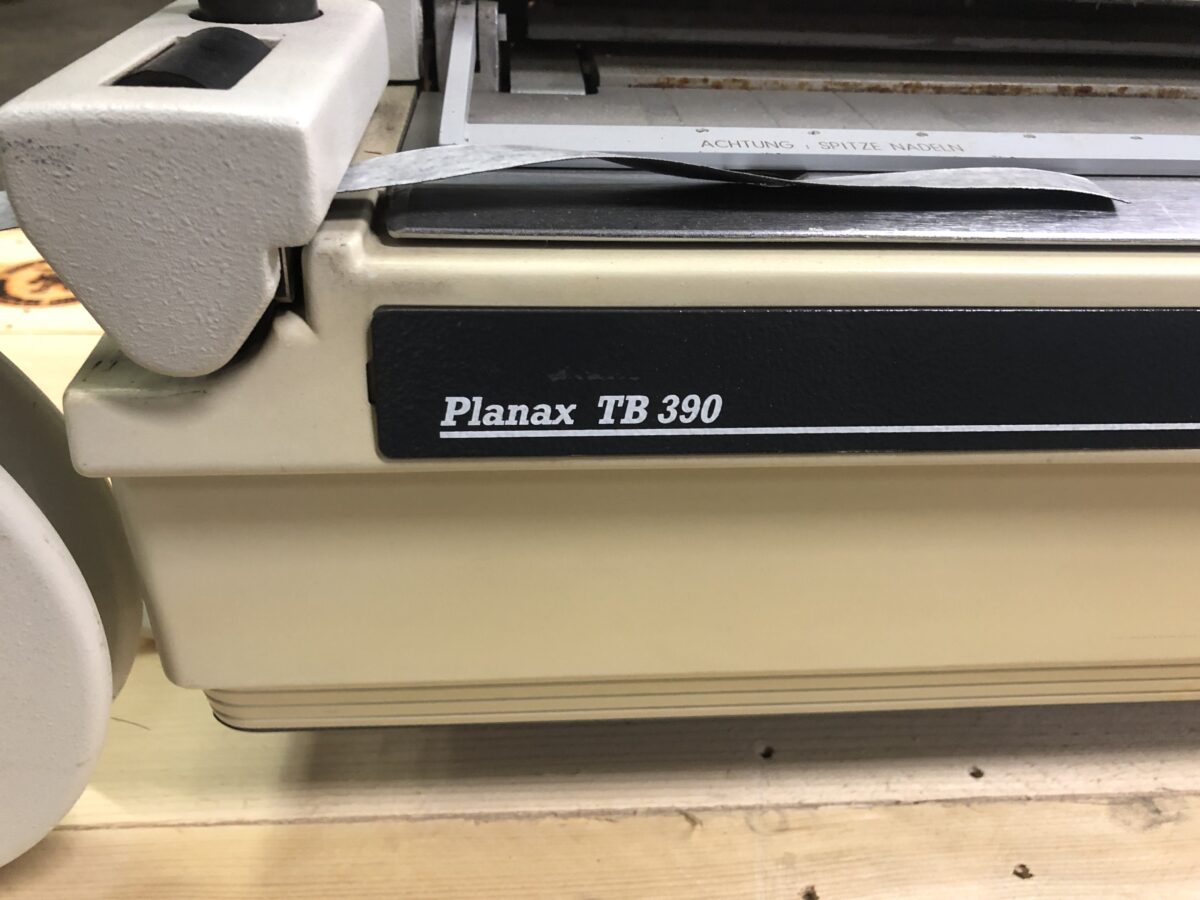 ACHTUNG : SPITZE NADELN
Planax TB 390